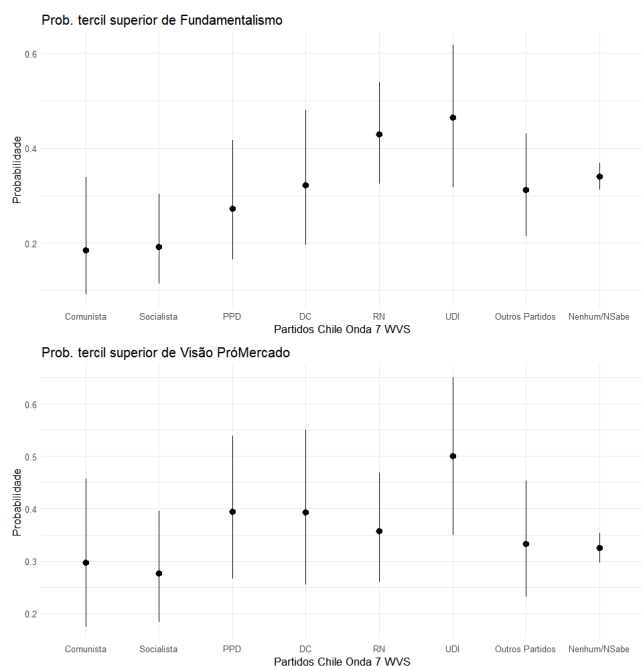 Prob. tercil superior de Fundamentalismo
0.6
0.4
0.2
Probabilidade
Comunista Socialista PPD DC RN UDI Outros Partidos Nenhum/NSabe
Partidos Chile Onda 7 WVS
Prob. tercil superior de Visão PróMercado
0.6
0.5
0.4
0.3
0.2
Probabilidade
Comunista Socialista PPD DC RN UDI Outros Partidos Nenhum/NSabe
Partidos Chile Onda 7 WVS